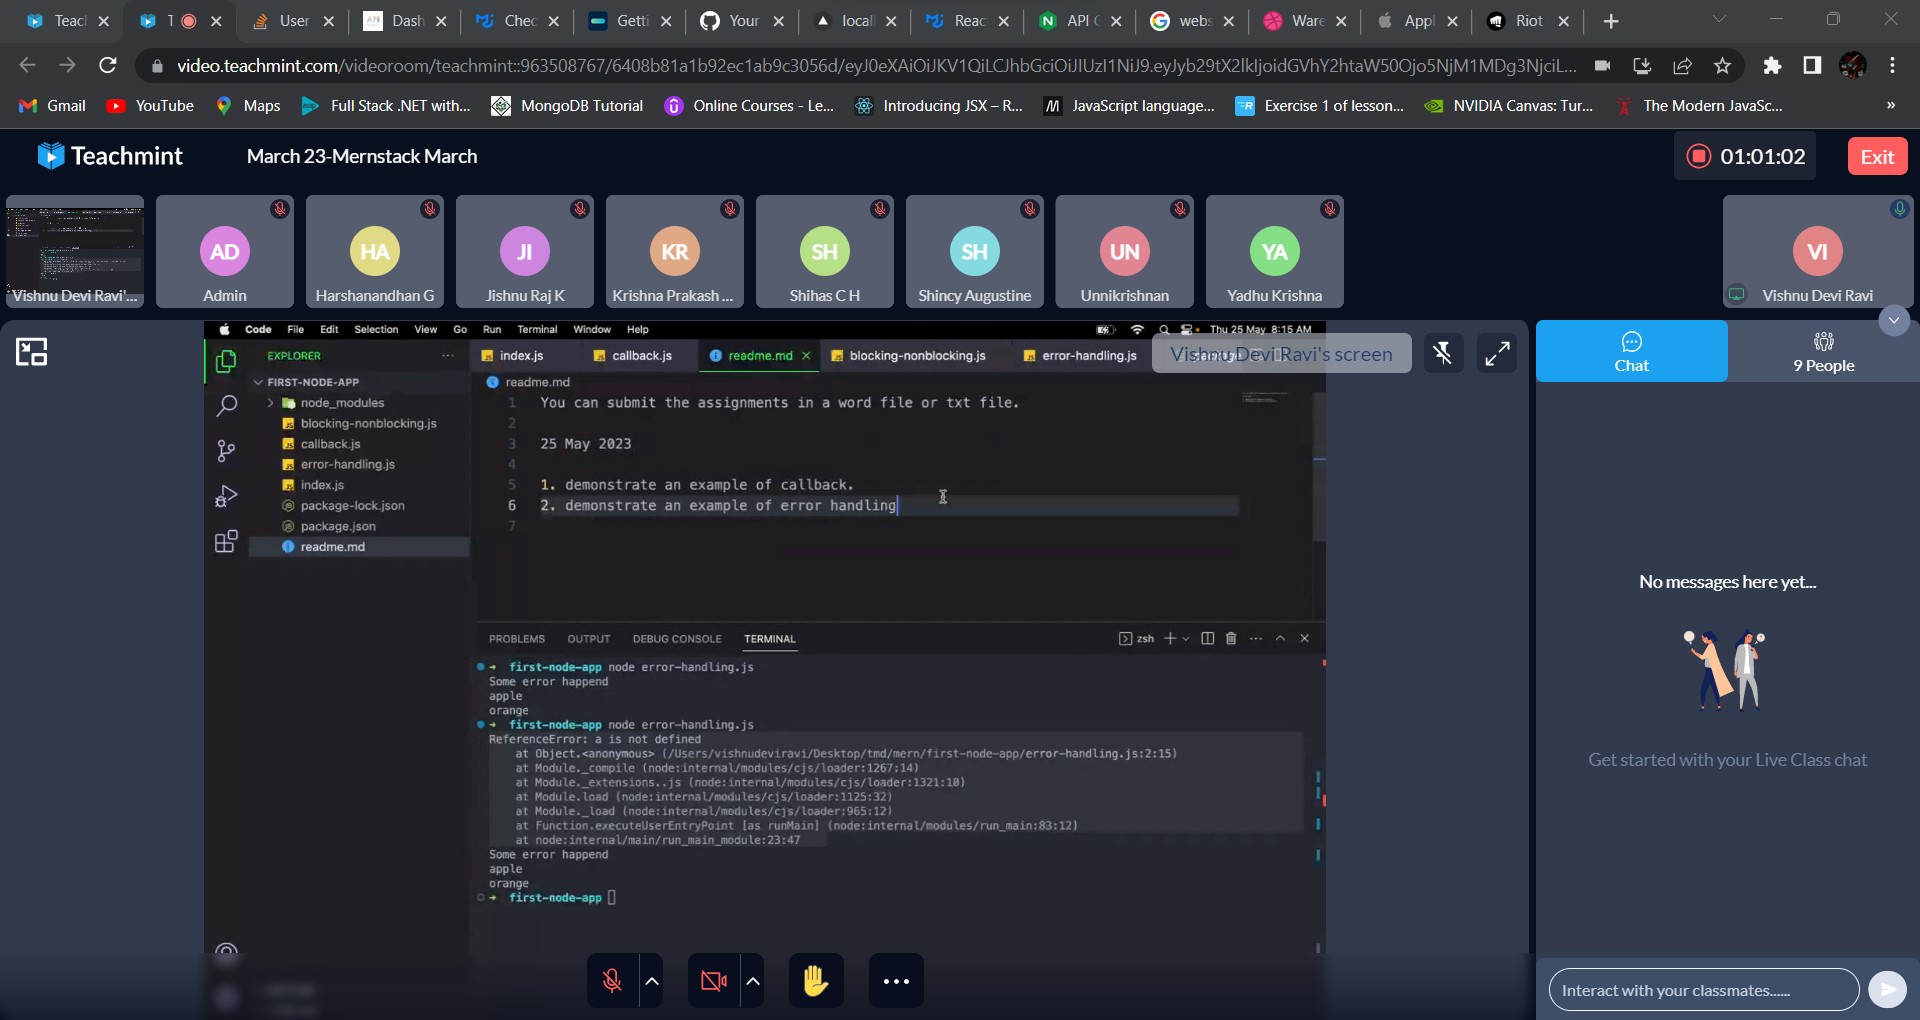 Teac
T
User
Dash
Chec
Getti
Your
local
Reac
API C
webs
Ware
Appl
Riot
video.teachmint.com/videoroom/teachmint::963508767/6408b81a1b92ec1ab9c3056d/eyJ0eXAiOiJKV1QiLCJhbGciOiJIUzI1NiJ9.eyJyb29tX2lkIjoidGVhY2htaW50Ojo5NjM1MDg3NjciL...
Gmail
YouTube
Maps
Full Stack .NET with...
MongoDB Tutorial
Online Courses - Le...
Introducing JSX – R...
JavaScript language...
Exercise 1 of lesson...
NVIDIA Canvas: Tur...
The Modern JavaSc...
»
Teachmint
March 23-Mernstack March
01:01:02
Exit
Vishnu Devi Ravi'...
AD
Admin
HA
Harshanandhan G
JI
Jishnu Raj K
KR
Krishna Prakash ...
SH
Shihas C H
SH
Shincy Augustine
UN
Unnikrishnan
YA
Yadhu Krishna
VI
Vishnu Devi Ravi
Code File Edit Selection View Go Run Terminal Window Help
Thu 25 May 8:15 AM
EXPLORER
index.js
callback.js
readme.md
blocking-nonblocking.js
error-handling.js
Vishnu Devi Ravi's screen
FIRST-NODE-APP
node_modules
blocking-nonblocking.js
callback.js
error-handling.js
index.js
package-lock.json
package.json
readme.md
readme.md
1 You can submit the assignments in a word file or txt file.
2
3 25 May 2023
4
5 1. demonstrate an example of callback.
6 2. demonstrate an example of error handling
7
PROBLEMS OUTPUT DEBUG CONSOLE TERMINAL
zsh
first-node-app node error-handling.js
Some error happend
apple
orange
first-node-app node error-handling.js
ReferenceError: a is not defined
at Object.<anonymous> (/Users/vishnudeviravi/Desktop/tmd/mern/first-node-app/error-handling.js:2:15)
at Module._compile (node:internal/modules/cjs/loader:1267:14)
at Module._extensions..js (node:internal/modules/cjs/loader:1321:10)
at Module.load (node:internal/modules/cjs/loader:1125:32)
at Module._load (node:internal/modules/cjs/loader:965:12)
at Function.executeUserEntryPoint [as runMain] (node:internal/modules/run_main:83:12)
at node:internal/main/run_main_module:23:47
Some error happend
apple
orange
first-node-app
Chat
9 People
No messages here yet...
Get started with your Live Class chat
Interact with your classmates......